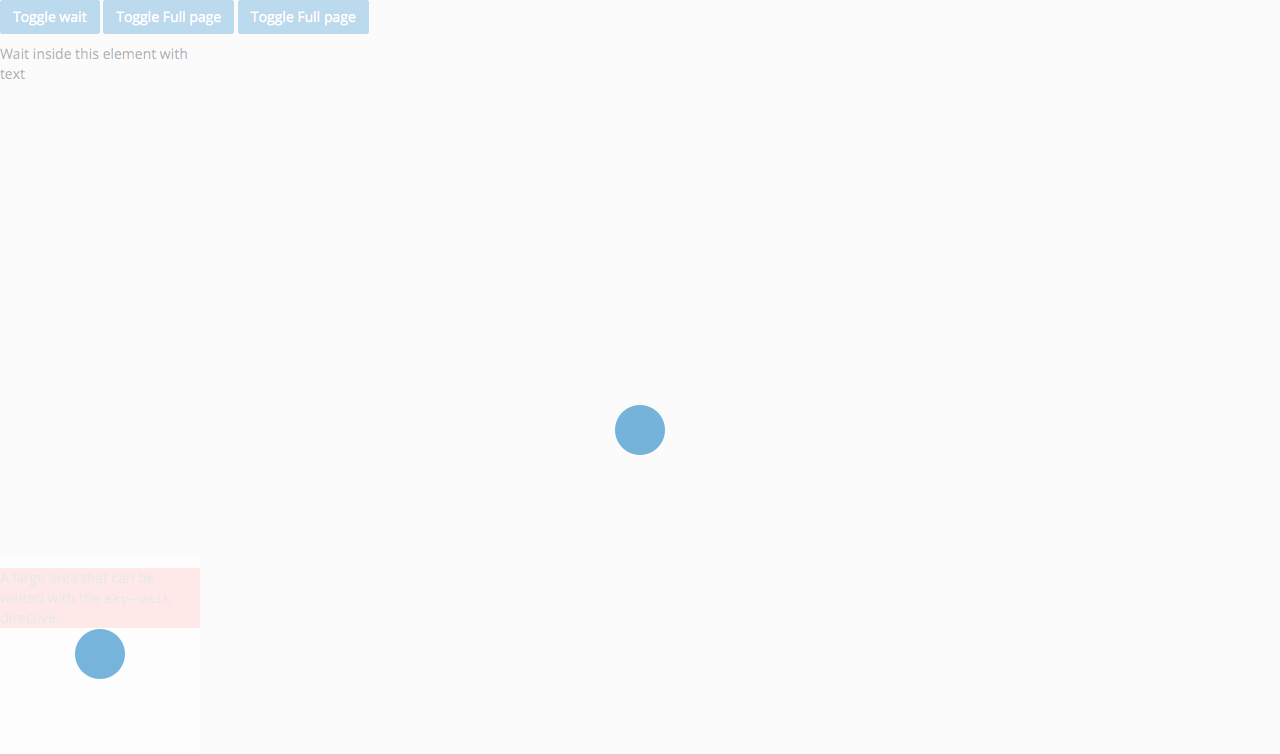 Toggle wait Toggle Full page Toggle Full page
Wait inside this element with
text
A large area that can be
waited with the sky-wait
directive.